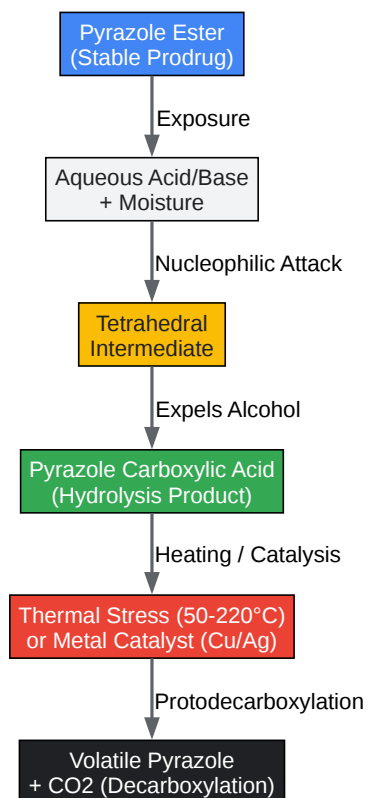 Pyrazole Ester
(Stable Prodrug)
Exposure
Aqueous Acid/Base
+ Moisture
Nucleophilic Attack
Tetrahedral
Intermediate
Expels Alcohol
Pyrazole Carboxylic Acid
(Hydrolysis Product)
Heating / Catalysis
Thermal Stress (50-220°C)
or Metal Catalyst (Cu/Ag)
Protodecarboxylation
Volatile Pyrazole
+ CO2 (Decarboxylation)